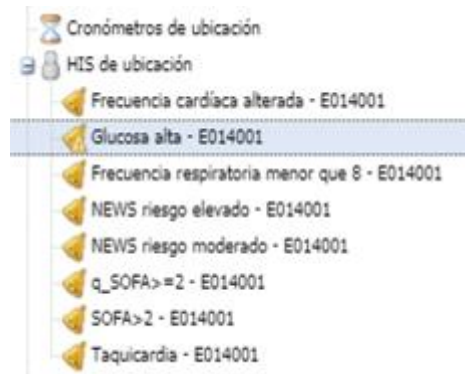 Cronómetros de ubicación
HIS de ubicación
Frecuencia cardíaca alterada - E014001
Glucosa alta - E014001
Frecuencia respiratoria menor que 8 - E014001
NEWS riesgo elevado - E014001
NEWS riesgo moderado - E014001
q_SOFA>=2 - E014001
SOFA>2 - E014001
Taquicardia - E014001